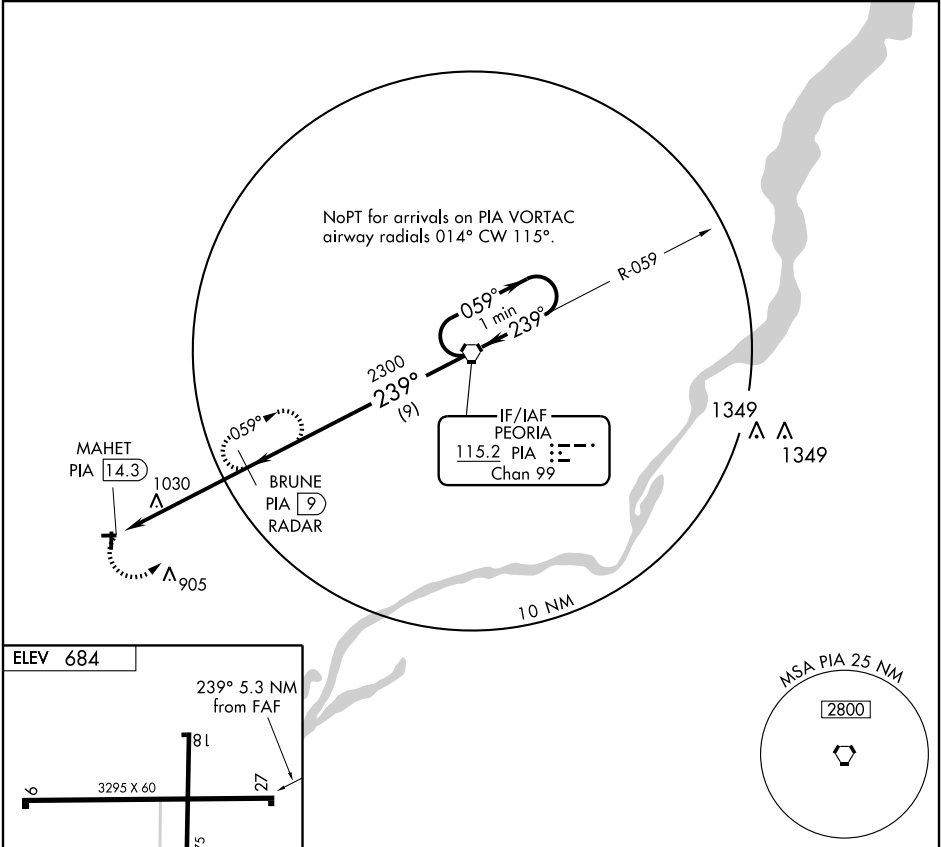 NoPT for arrivals on PIA VORTAC
airway radials 014° CW 115°.
R-059
059°
1 min
239°
2300
239°
(9)
IF/IAF
PEORIA
115.2 PIA
Chan 99
1349
1349
059°
MAHET
PIA 14.3
1030
BRUNE
PIA 9
RADAR
905
10 NM
ELEV 684
239° 5.3 NM
from FAF
18
9
3295 X 60
27
75
MSA PIA 25 NM
2800